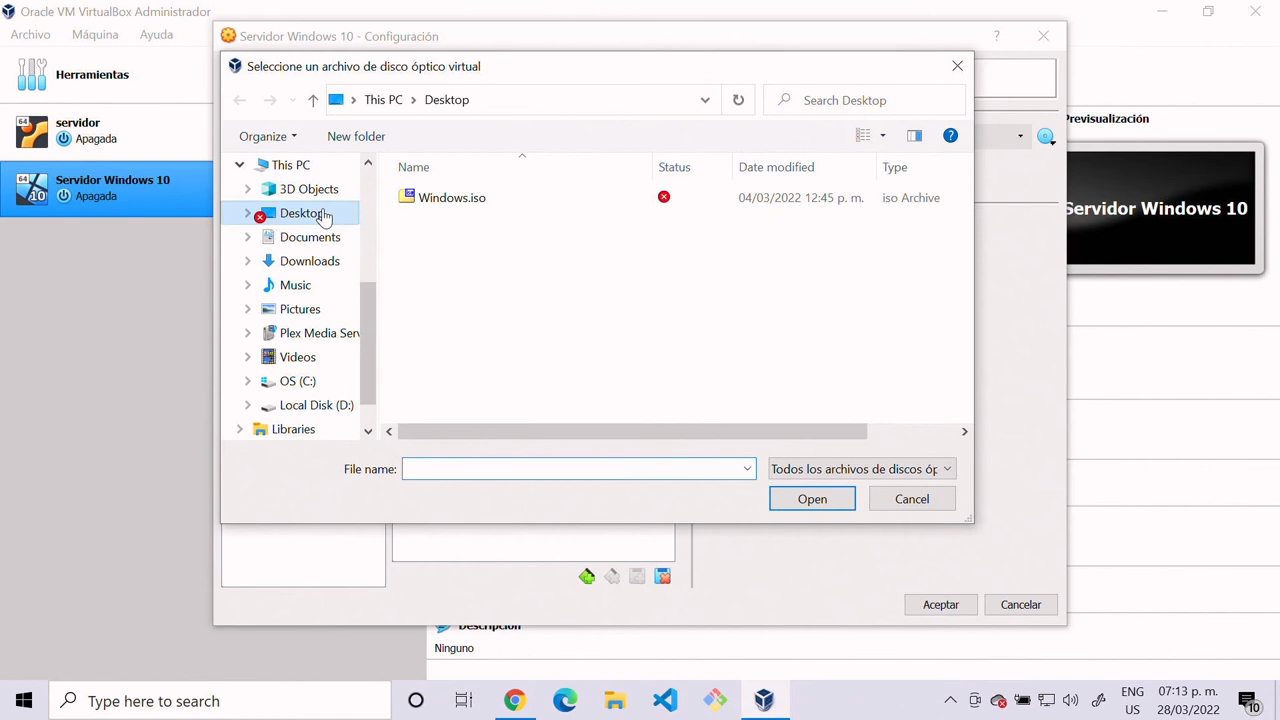 Oracle VM VirtualBox Administrador
Archivo Máquina Ayuda
Herramientas
64
servidor
Apagada
64
10
Servidor Windows 10
Apagada
Servidor Windows 10 - Configuración
?
Seleccione un archivo de disco óptico virtual
This PC Desktop
Search Desktop
Organize New folder
Name Status Date modified Type
Windows.iso 04/03/2022 12:45 p. m. iso Archive
This PC
3D Objects
Desktop
Documents
Downloads
Music
Pictures
Plex Media Serv
Videos
OS (C:)
Local Disk (D:)
Libraries
File name:
Todos los archivos de discos óp
Open Cancel
Aceptar Cancelar
Previsualización
Servidor Windows 10
Descripción
Ninguno
Type here to search
ENG
US
07:13 p. m.
28/03/2022
10